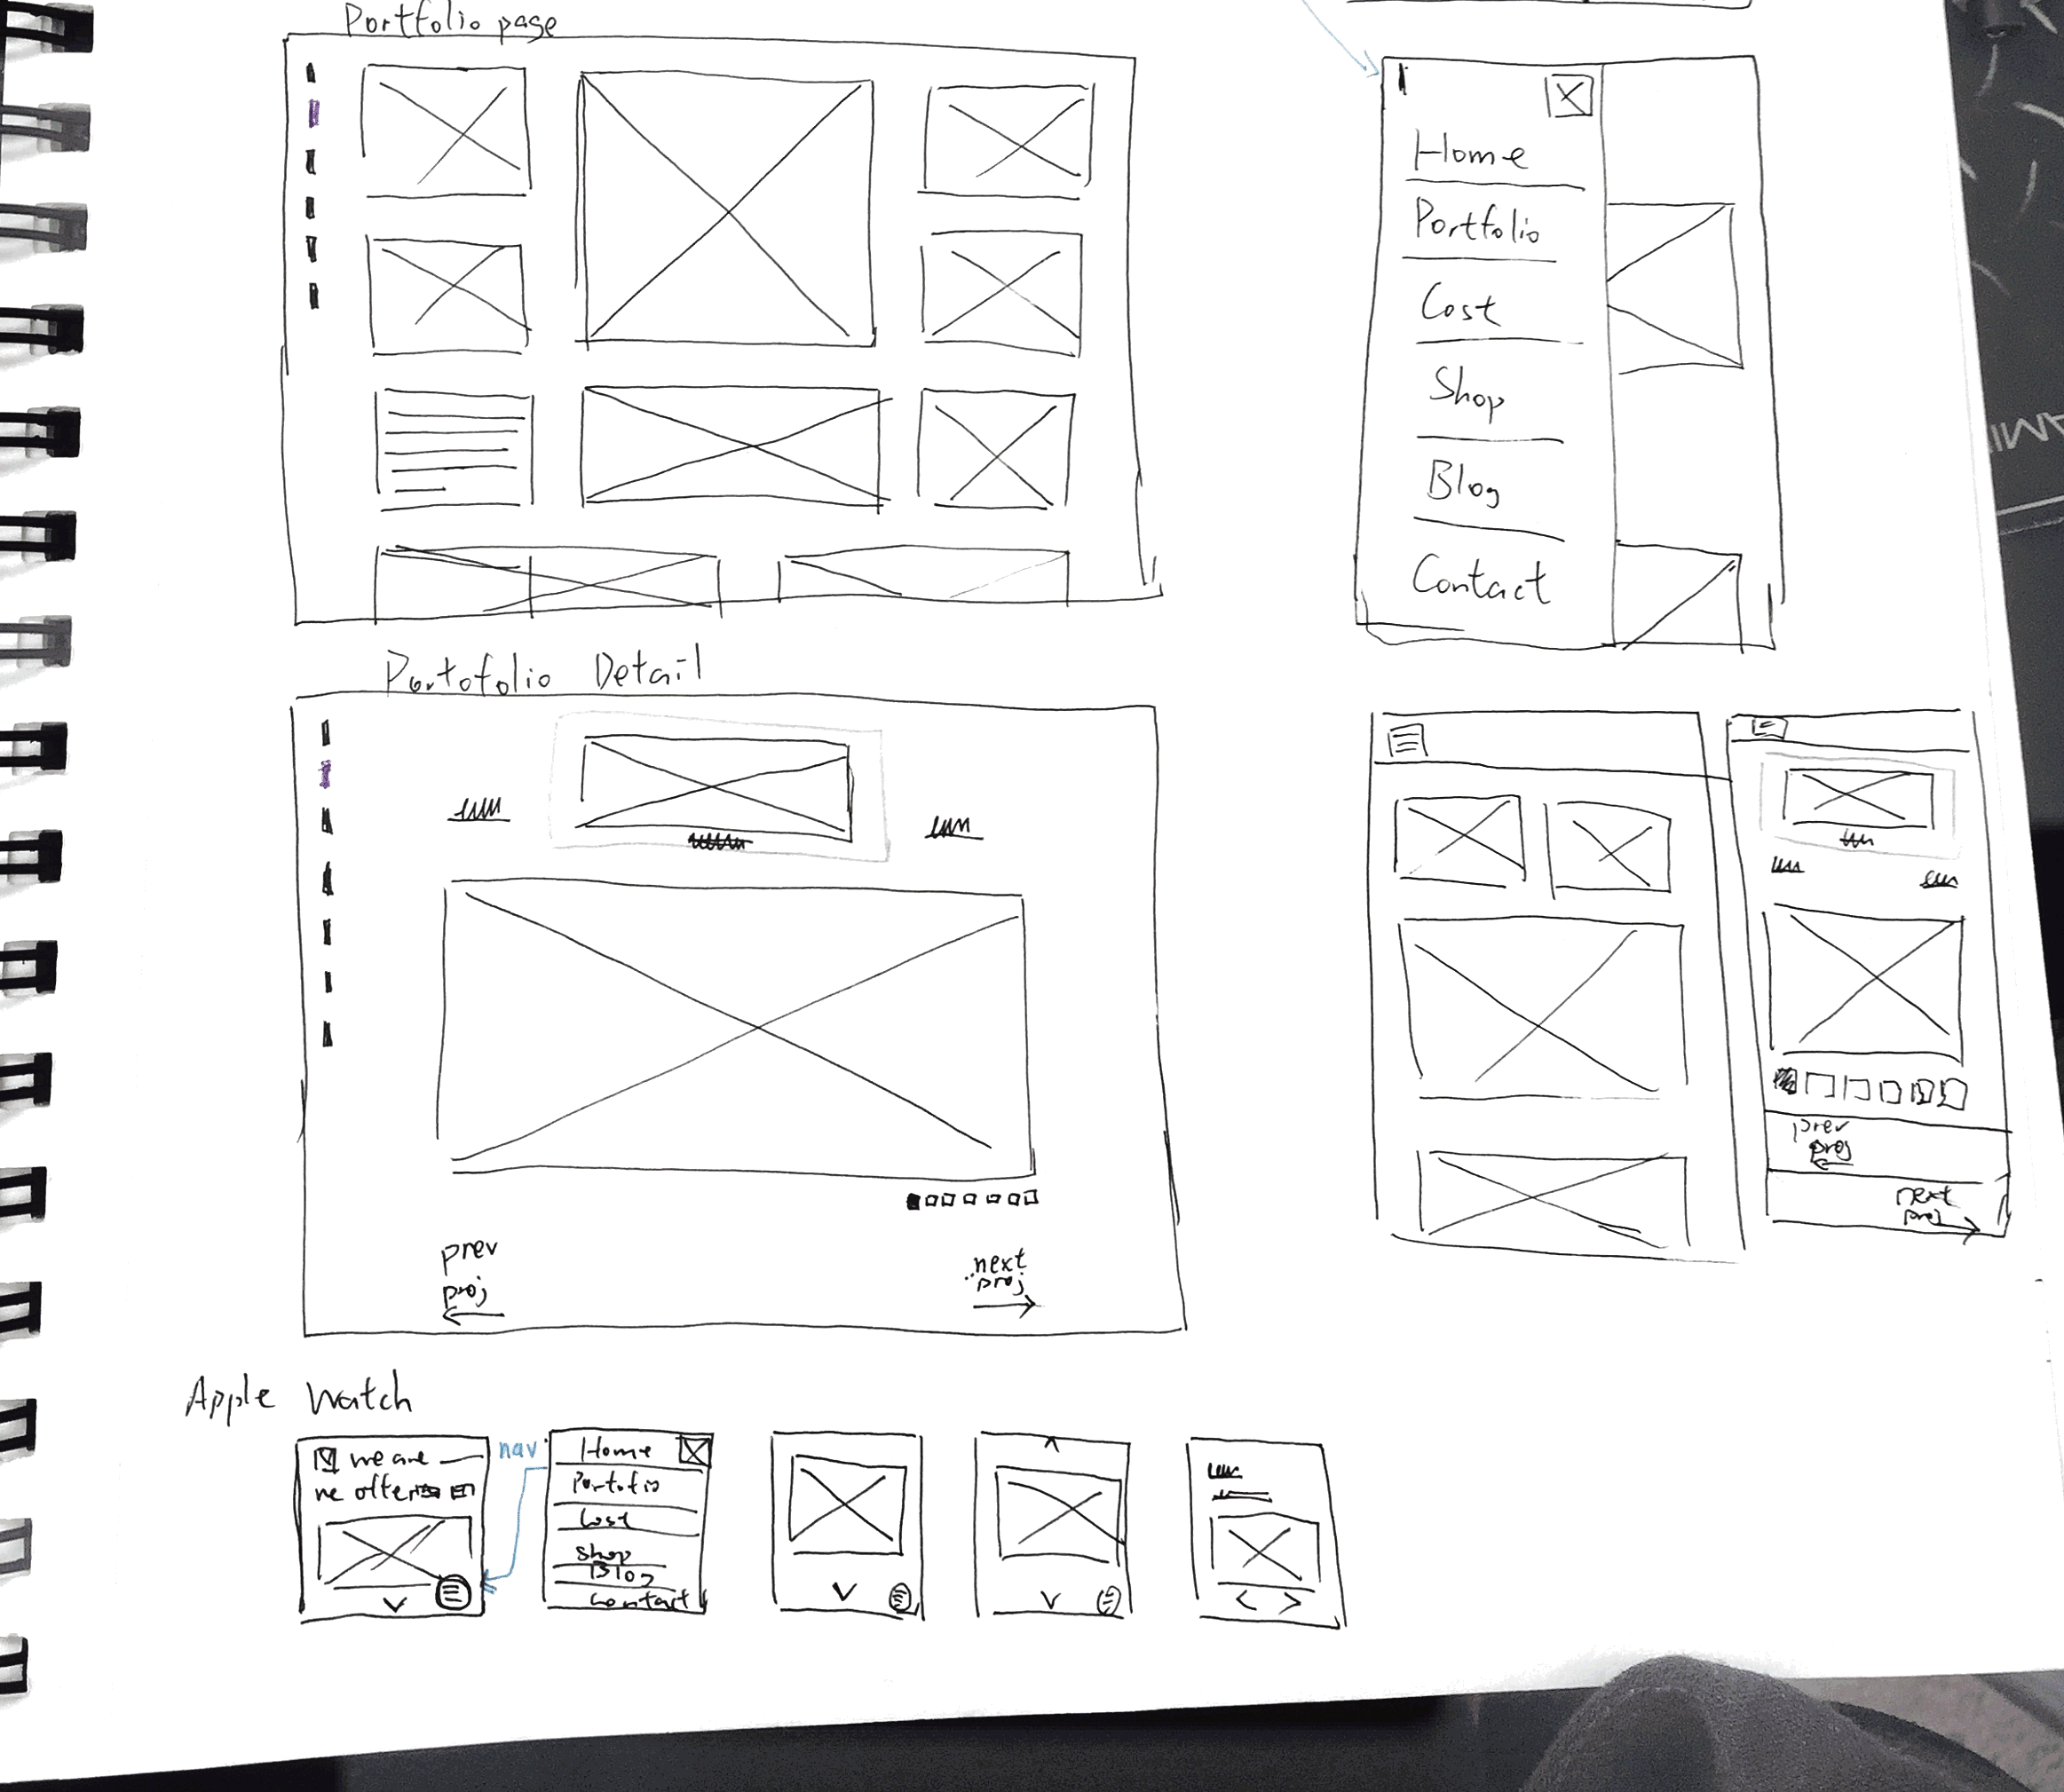 Portfolio page
Home
Portfolio
Cost
Shop
Blog
Contact
Portofolio Detail
prev
proj
next
proj
prev
proj
next
proj
Apple Watch
we are
we offer
nav
Home
Portofio
Cost
shop
Blog
Contact